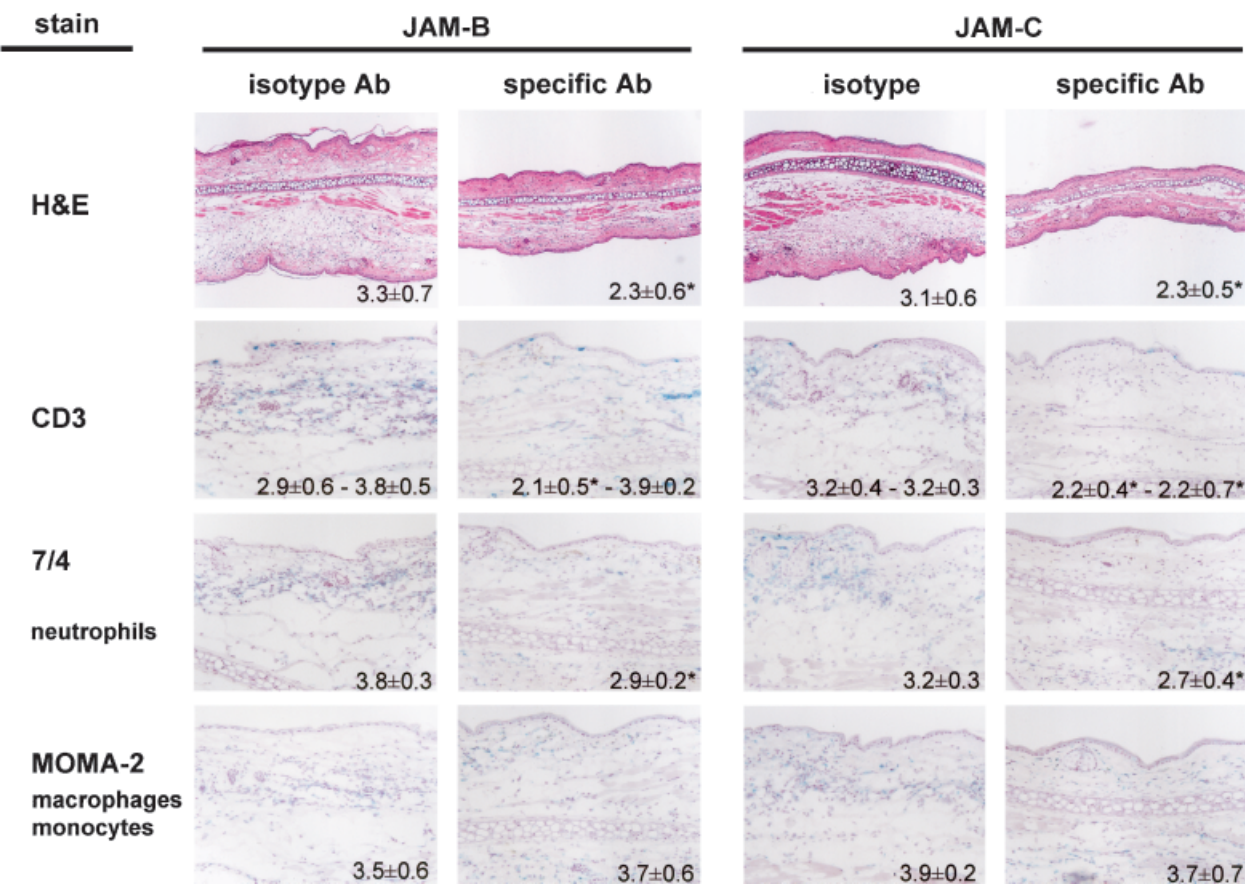 stain
JAM-B
JAM-C
isotype Ab
specific Ab
isotype
specific Ab
H&E
3.3±0.7
2.3±0.6*
3.1±0.6
2.3±0.5*
CD3
2.9±0.6 - 3.8±0.5
2.1±0.5* - 3.9±0.2
3.2±0.4 - 3.2±0.3
2.2±0.4* - 2.2±0.7*
7/4
neutrophils
3.8±0.3
2.9±0.2*
3.2±0.3
2.7±0.4*
MOMA-2
macrophages
monocytes
3.5±0.6
3.7±0.6
3.9±0.2
3.7±0.7